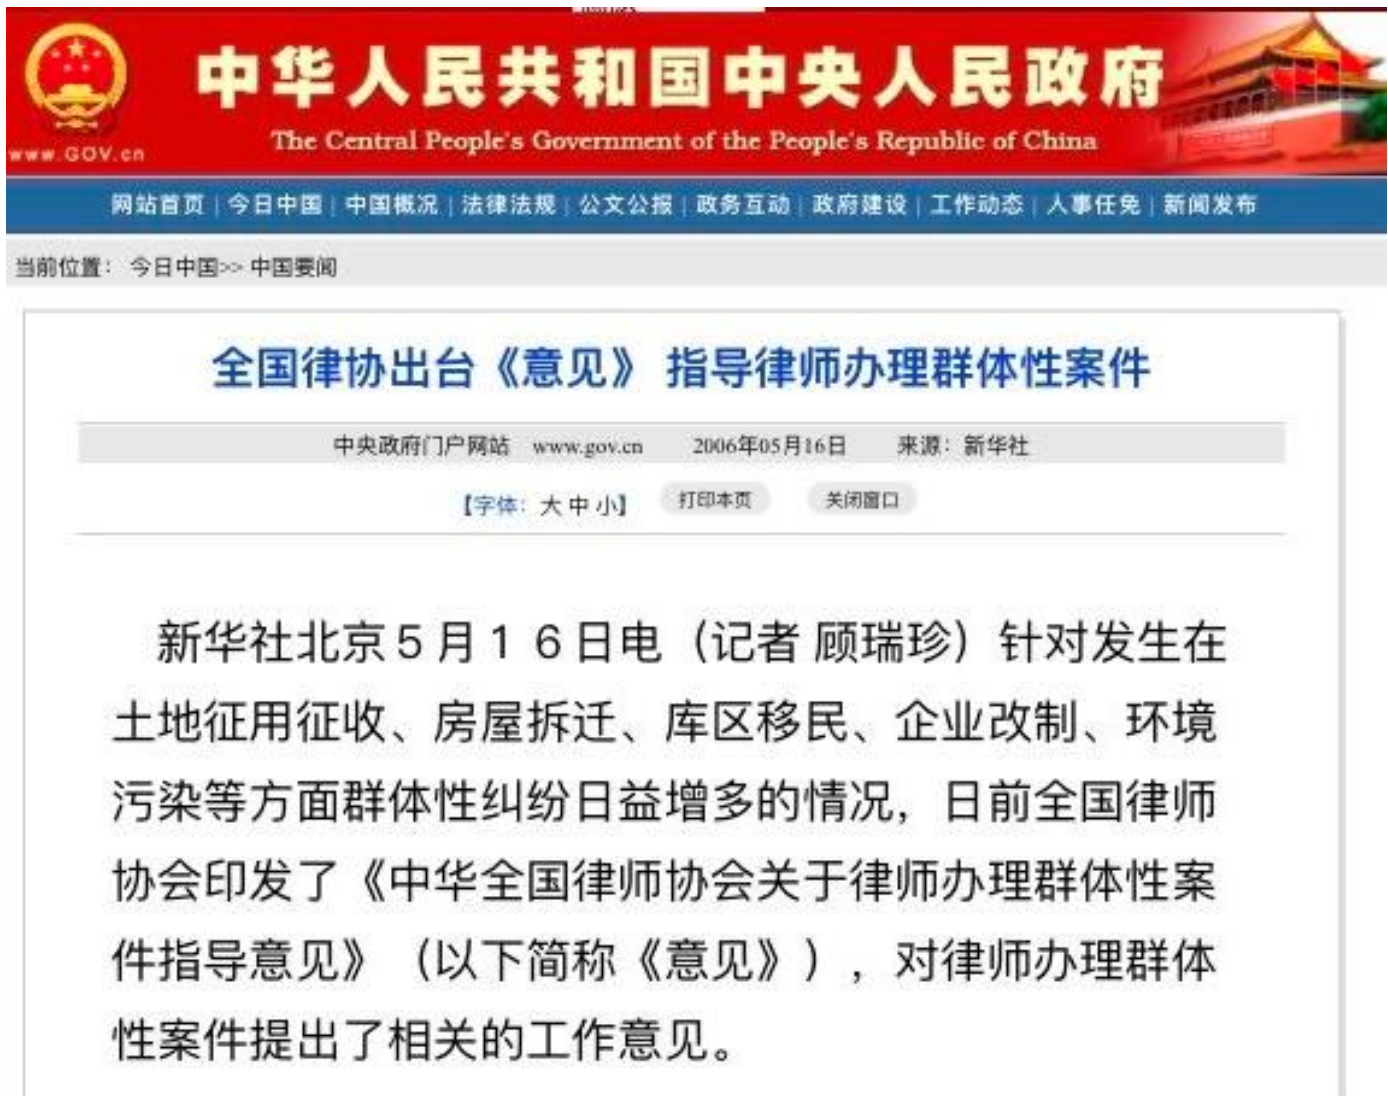 中华人民共和国中央人民政府
The Central People's Government of the People's Republic of China
www.GOV.cn
网站首页 | 今日中国 | 中国概况 | 法律法规 | 公文公报 | 政务互动 | 政府建设 | 工作动态 | 人事任免 | 新闻发布
当前位置： 今日中国>> 中国要闻
全国律协出台《意见》 指导律师办理群体性案件
中央政府门户网站 www.gov.cn 2006年05月16日 来源：新华社
【字体：大 中 小】 打印本页 关闭窗口
新华社北京５月１６日电（记者 顾瑞珍）针对发生在
土地征用征收、房屋拆迁、库区移民、企业改制、环境
污染等方面群体性纠纷日益增多的情况，日前全国律师
协会印发了《中华全国律师协会关于律师办理群体性案
件指导意见》（以下简称《意见》），对律师办理群体
性案件提出了相关的工作意见。